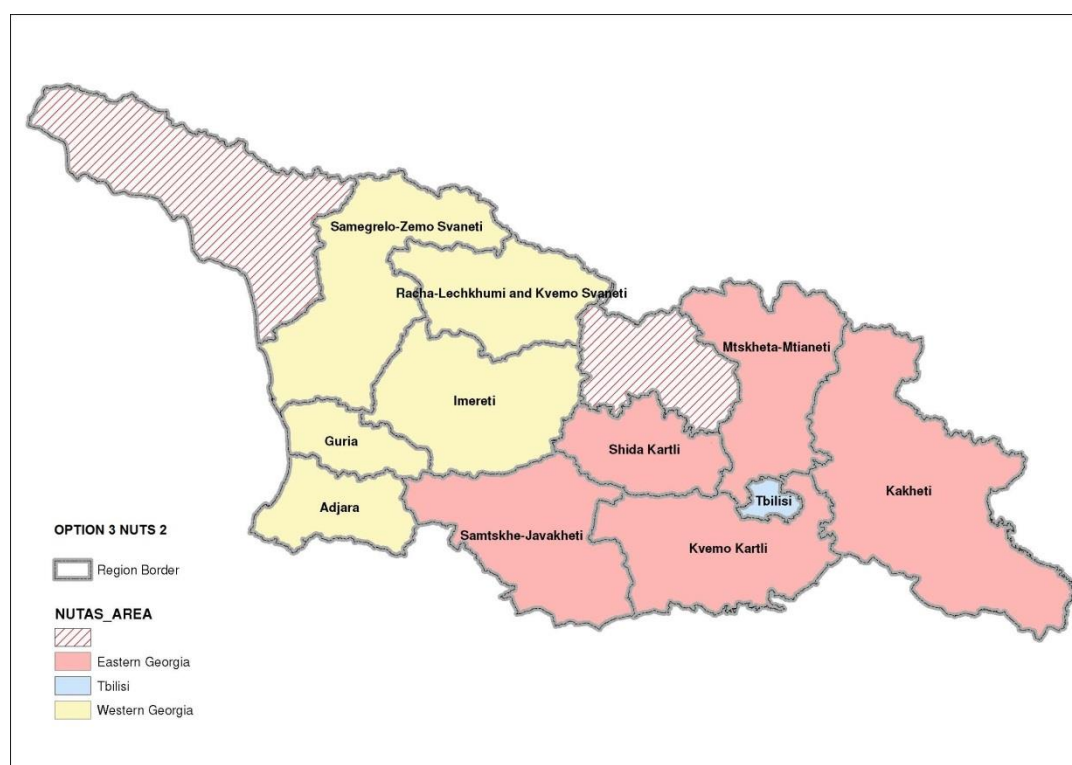 Samegrelo-Zemo Svaneti
Racha-Lechkhumi and Kvemo Svaneti
Mtskheta-Mtianeti
Imereti
Guria
Shida Kartli
Kakheti
Tbilisi
Adjara
Samtskhe-Javakheti
Kvemo Kartli
OPTION 3 NUTS 2
Region Border
NUTAS_AREA
Eastern Georgia
Tbilisi
Western Georgia